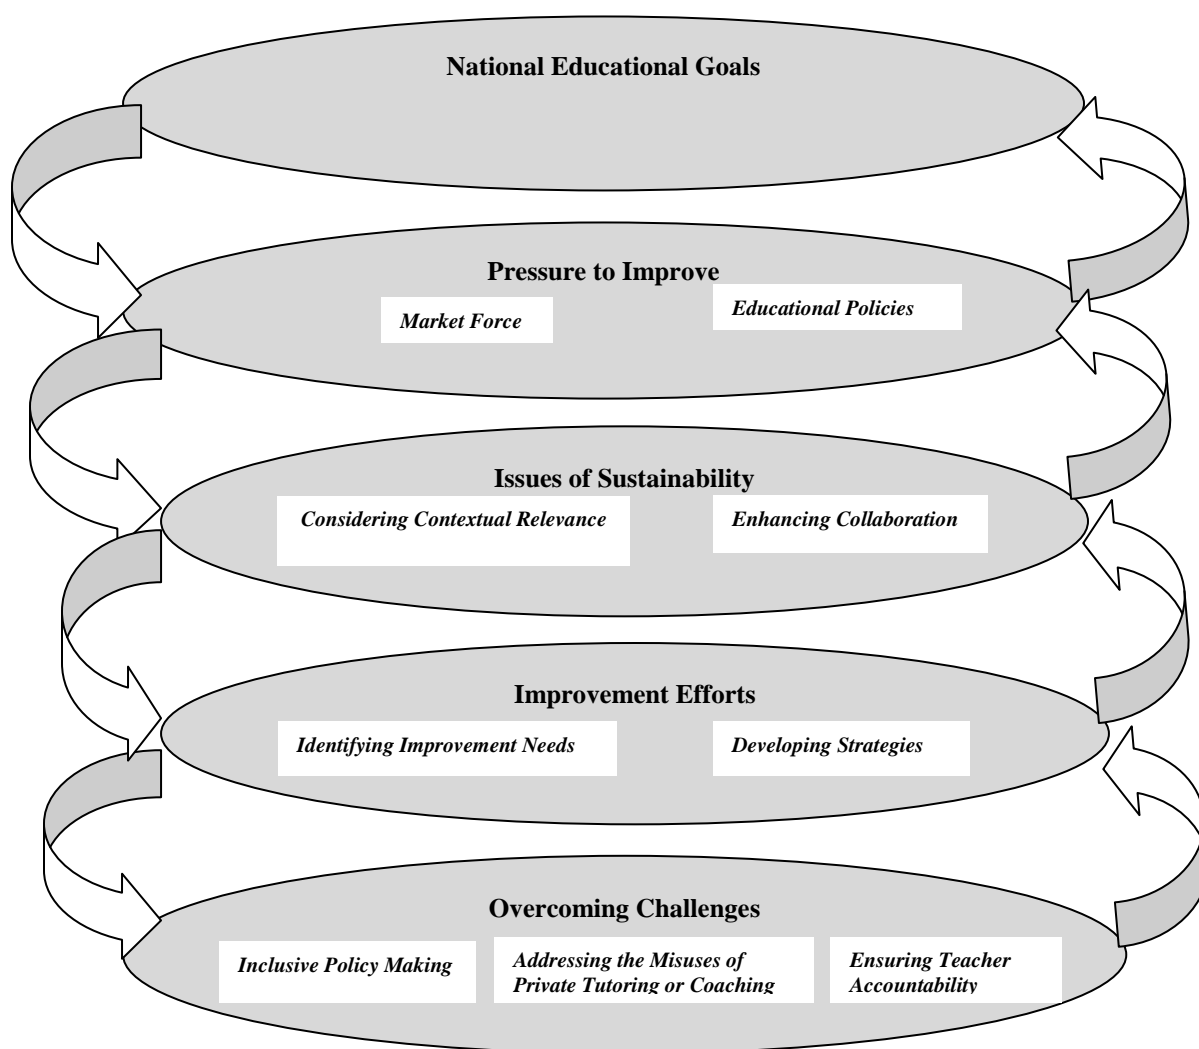 National Educational Goals
Pressure to Improve
Market Force
Educational Policies
Issues of Sustainability
Considering Contextual Relevance
Enhancing Collaboration
Improvement Efforts
Identifying Improvement Needs
Developing Strategies
Overcoming Challenges
Inclusive Policy Making
Addressing the Misuses of
Private Tutoring or Coaching
Ensuring Teacher
Accountability